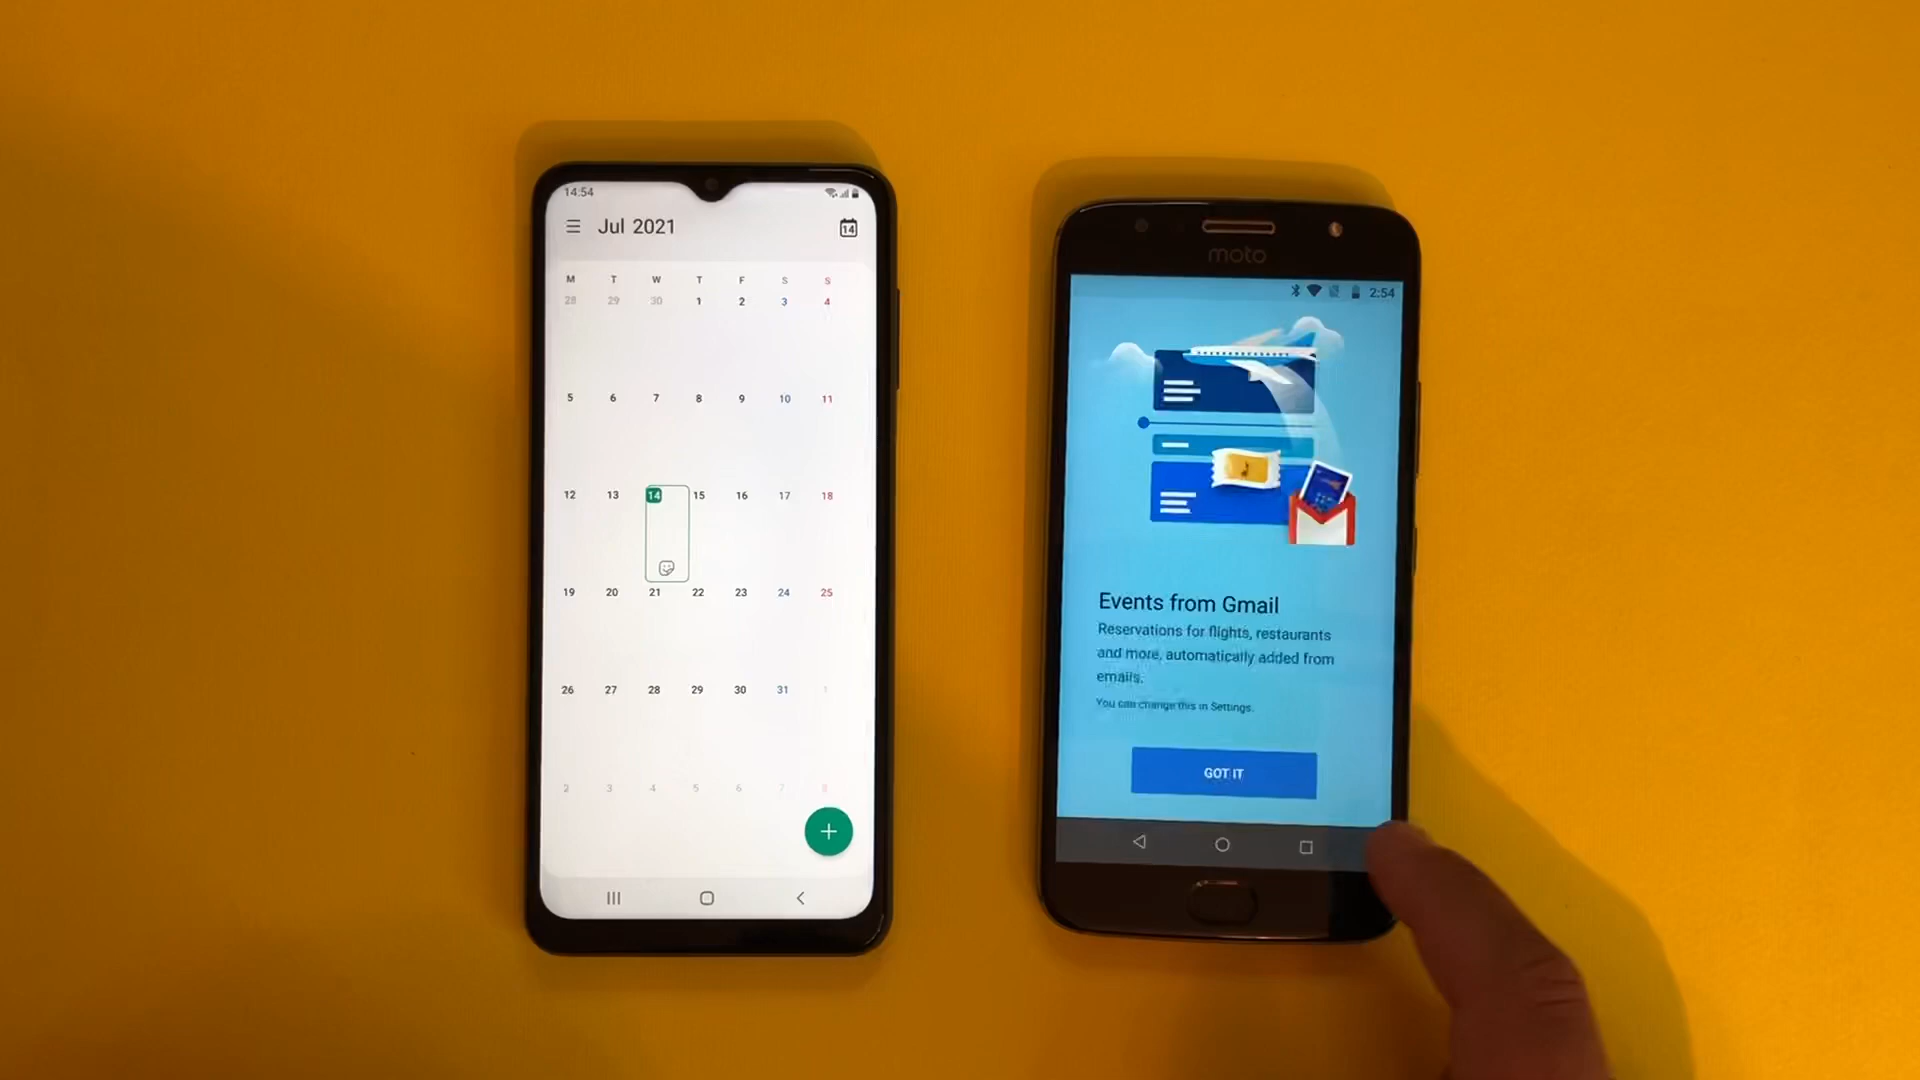 14:54
Jul 2021
14
M T W T F S S
28 29 30 1 2 3 4
5 6 7 8 9 10 11
12 13 14 15 16 17 18
19 20 21 22 23 24 25
26 27 28 29 30 31 1
2 3 4 5 6 7 8
+
moto
2:54
Events from Gmail
Reservations for flights, restaurants
and more, automatically added from
emails.
You can change this in Settings.
GOT IT